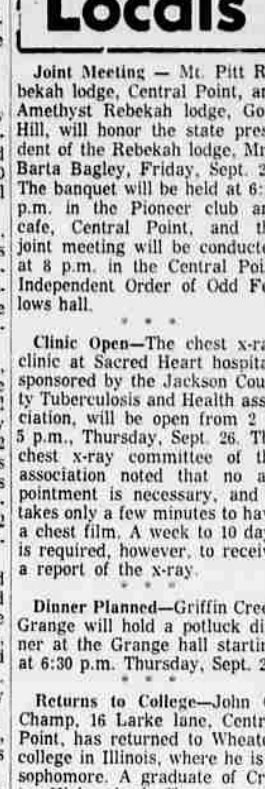 Locals
Joint Meeting — Mt. Pitt R
bekah lodge, Central Point, an
Amethyst Rebekah lodge, Go
Hill, will honor the state pres
dent of the Rebekah lodge, Mr
Barta Bagley, Friday, Sept. 2
The banquet will be held at 6:
p.m. in the Pioneer club an
cafe, Central Point, and th
joint meeting will be conducte
at 8 p.m. in the Central Poi
Independent Order of Odd Fe
lows hall.
* * *
Clinic Open—The chest x-ra
clinic at Sacred Heart hospita
sponsored by the Jackson Coun
ty Tuberculosis and Health asso
ciation, will be open from 2
5 p.m., Thursday, Sept. 26. Th
chest x-ray committee of th
association noted that no a
pointment is necessary, and
takes only a few minutes to hav
a chest film. A week to 10 day
is required, however, to receiv
a report of the x-ray.
* * *
Dinner Planned—Griffin Cree
Grange will hold a potluck di
ner at the Grange hall startin
at 6:30 p.m. Thursday, Sept. 2
* * *
Returns to College—John
Champ, 16 Larke lane, Centr
Point, has returned to Wheato
college in Illinois, where he is
sophomore. A graduate of Cr